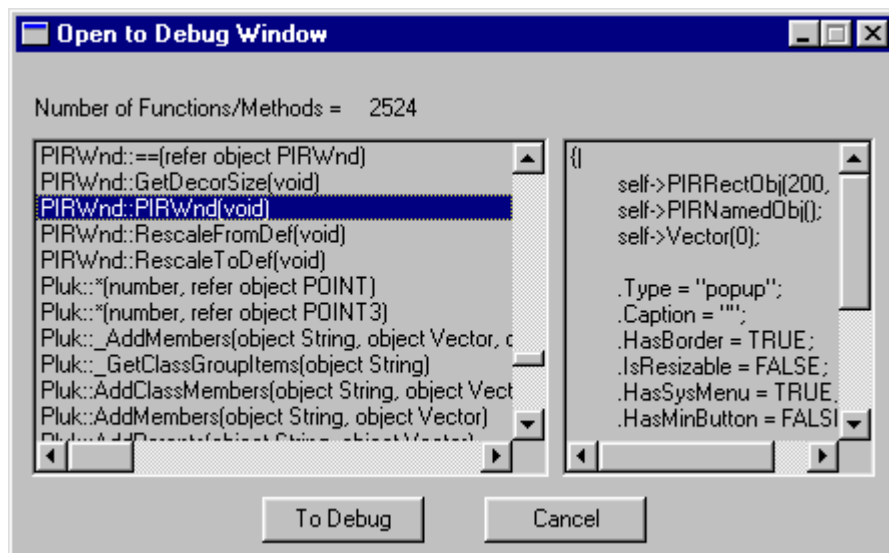 Open to Debug Window
Number of Functions/Methods = 2524
PIRWnd::==(refer object PIRWnd)
PIRWnd::GetDecorSize(void)
PIRWnd::PIRWnd(void)
PIRWnd::RescaleFromDef(void)
PIRWnd::RescaleToDef(void)
Pluk::*(number, refer object POINT)
Pluk::*(number, refer object POINT3)
Pluk::_AddMembers(object String, object Vector, o
Pluk::_GetClassGroupItems(object String)
Pluk::AddClassMembers(object String, object Vect
Pluk::AddMembers(object String, object Vector)
{|
self->PIRRectObj(200,
self->PIRNamedObj();
self->Vector(0);
.Type = "popup";
.Caption = "";
.HasBorder = TRUE;
.IsResizable = FALSE;
.HasSysMenu = TRUE,
.HasMinButton = FALS
To Debug
Cancel